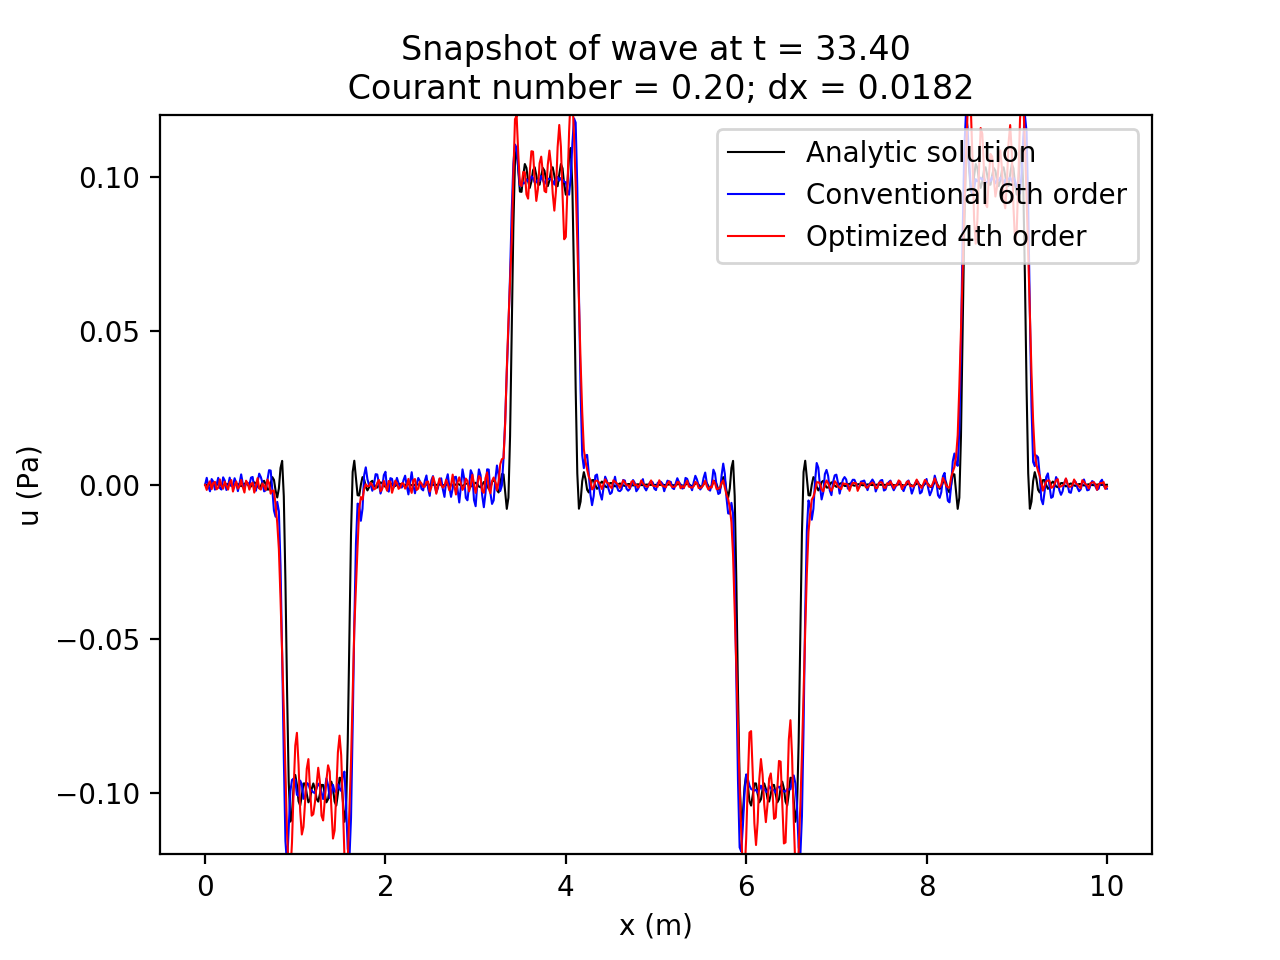 Snapshot of wave at t = 33.40
Courant number = 0.20; dx = 0.0182
Analytic solution
Conventional 6th order
Optimized 4th order
0.10
0.05
0.00
−0.05
−0.10
u (Pa)
0 2 4 6 8 10
x (m)